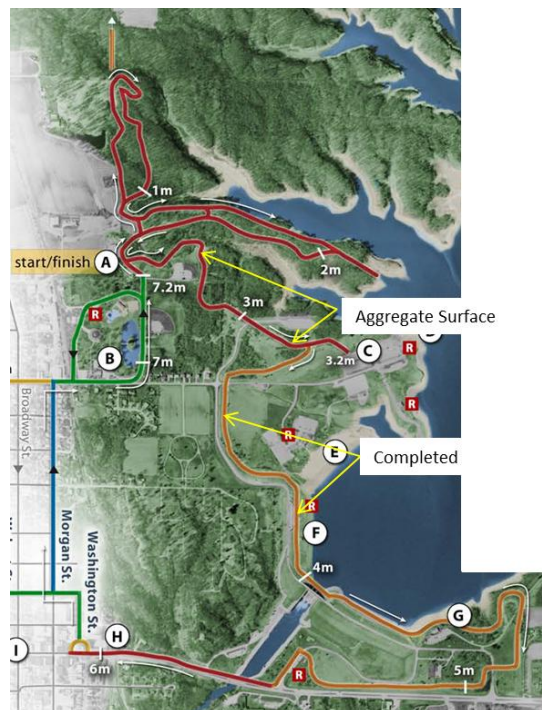 1m
start/finish A
2m
7.2m
Aggregate Surface
3m
R
B
7m
3.2m
C
R
Broadway St.
R
R
E
Completed
R
F
Morgan St.
Washington St.
4m
G
H
I
6m
R
5m